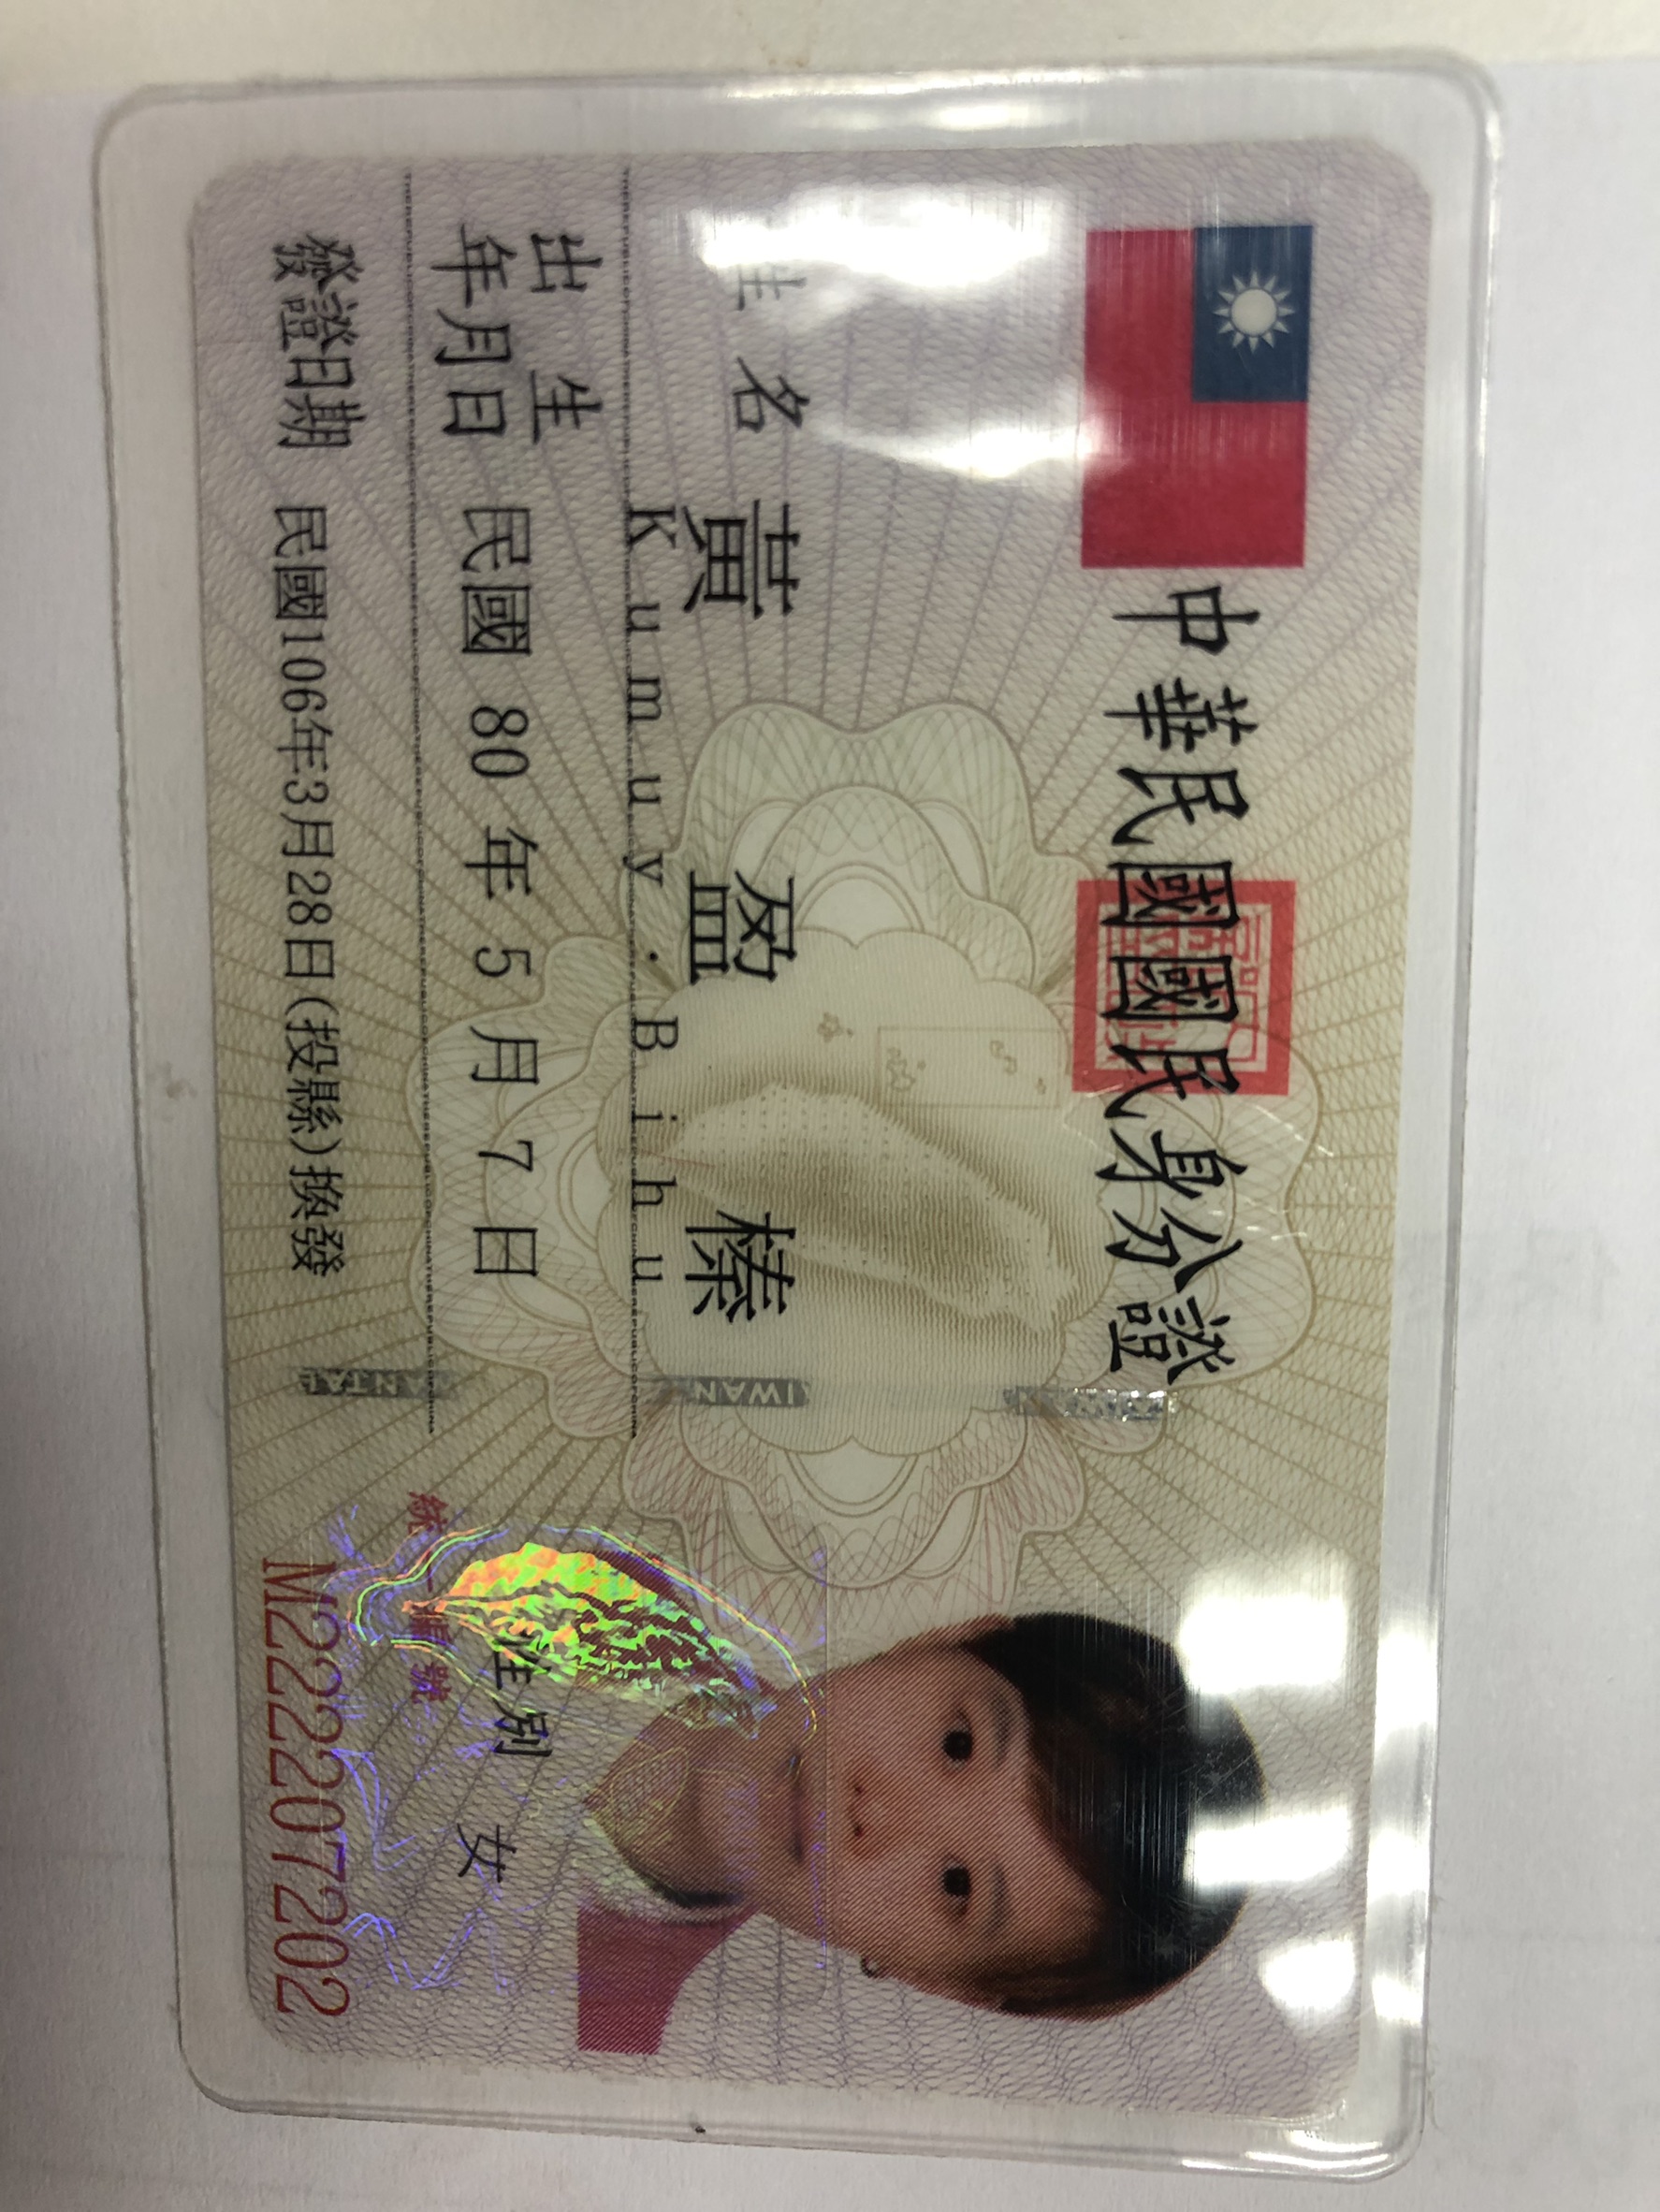 中華民國國民身分證
姓名 黃盈榛
Kumuy.Bihu
出生
年月日 民國 80 年 5 月 7 日
性別 女
發證日期 民國106年3月28日(投縣)換發
統一編號
M222207202